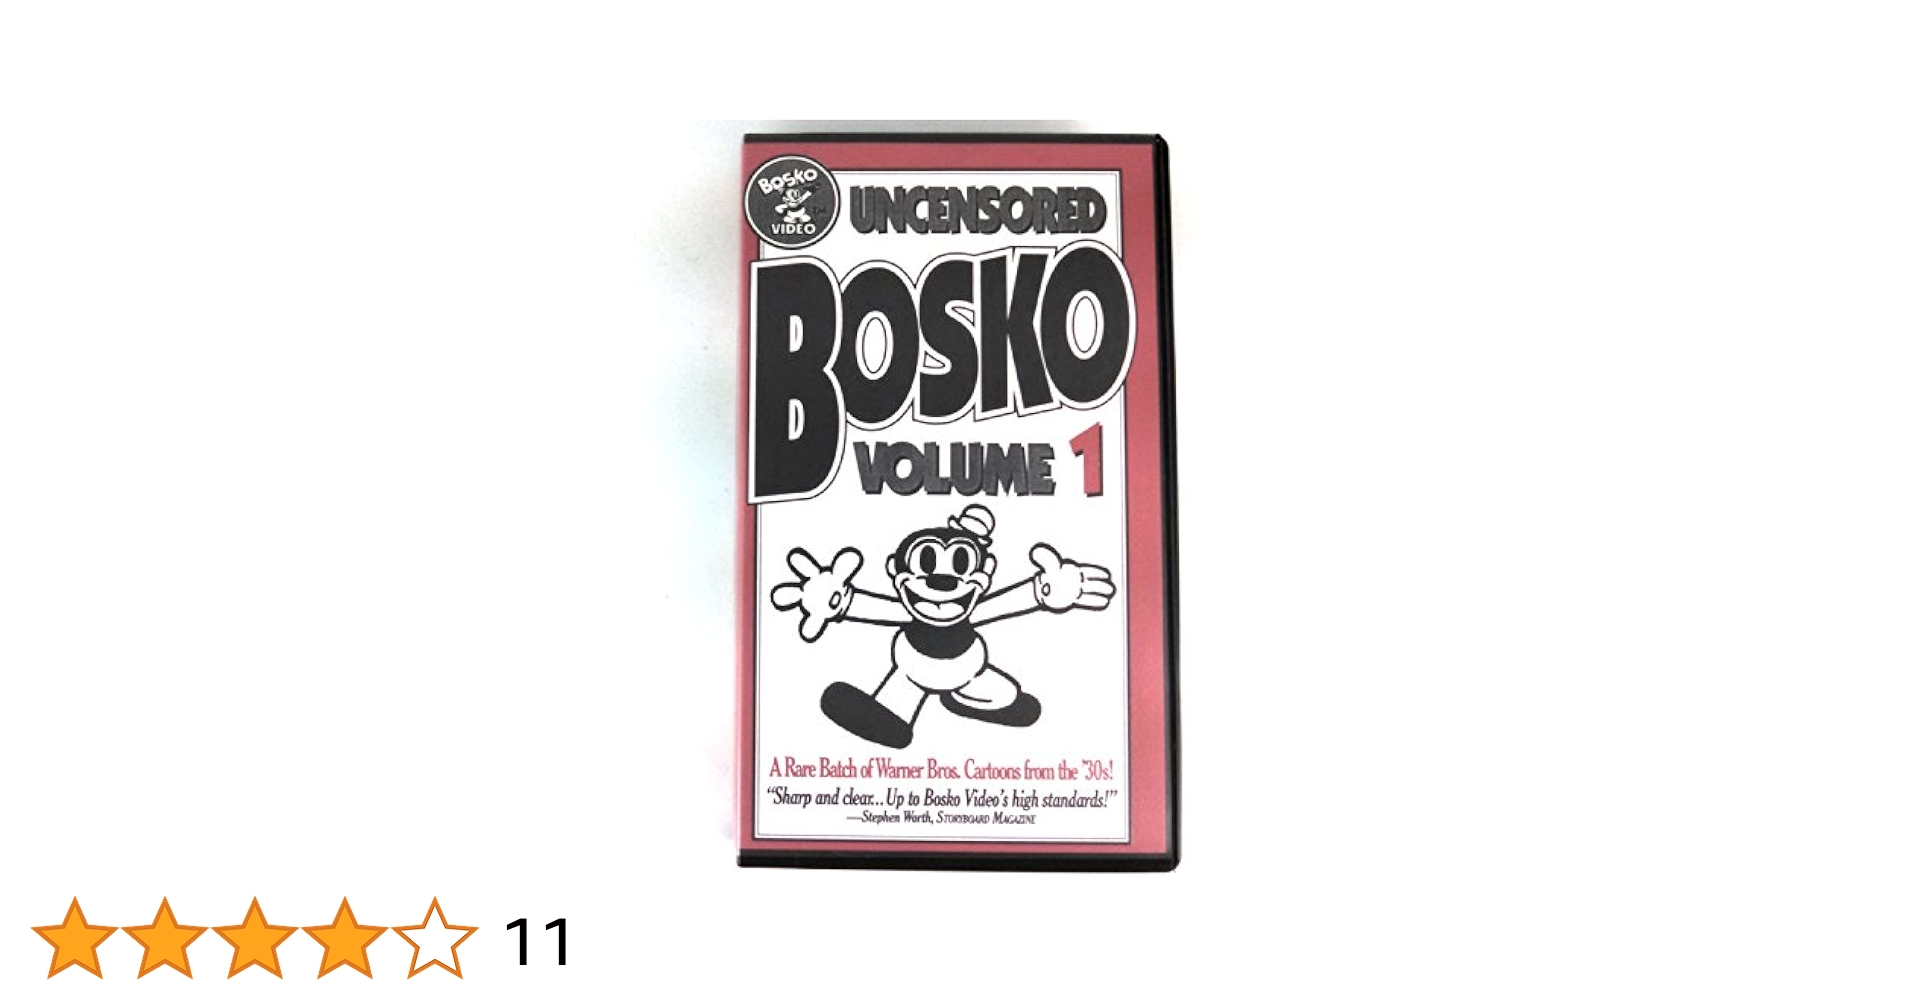 BOSKO
VIDEO
UNCENSORED
BOSKO
VOLUME 1
A Rare Batch of Warner Bros. Cartoons from the '30s!
"Sharp and clear... Up to Bosko Video's high standards!"
—Stephen Worth, STORYBOARD MAGAZINE
11